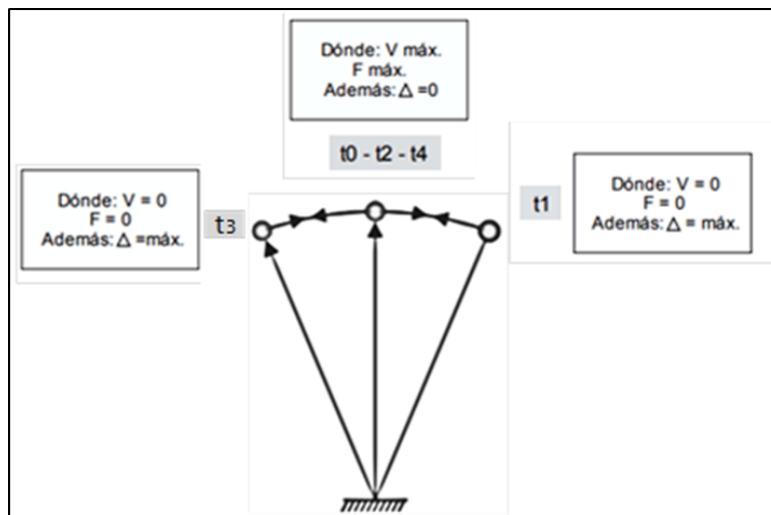 Dónde: V máx.
F máx.
Además: Δ =0
t0 - t2 - t4
Dónde: V = 0
F = 0
Además: Δ =máx.
t3
t1
Dónde: V = 0
F = 0
Además: Δ = máx.